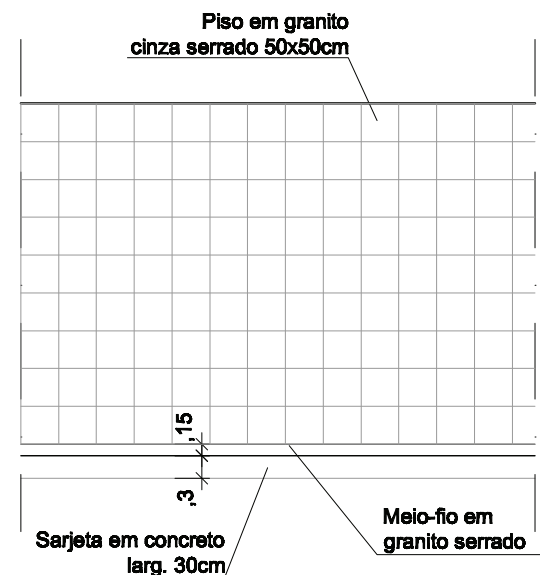 Piso em granito
cinza serrado 50x50cm
,15
,3
Meio-fio em
granito serrado
Sarjeta em concreto
larg. 30cm